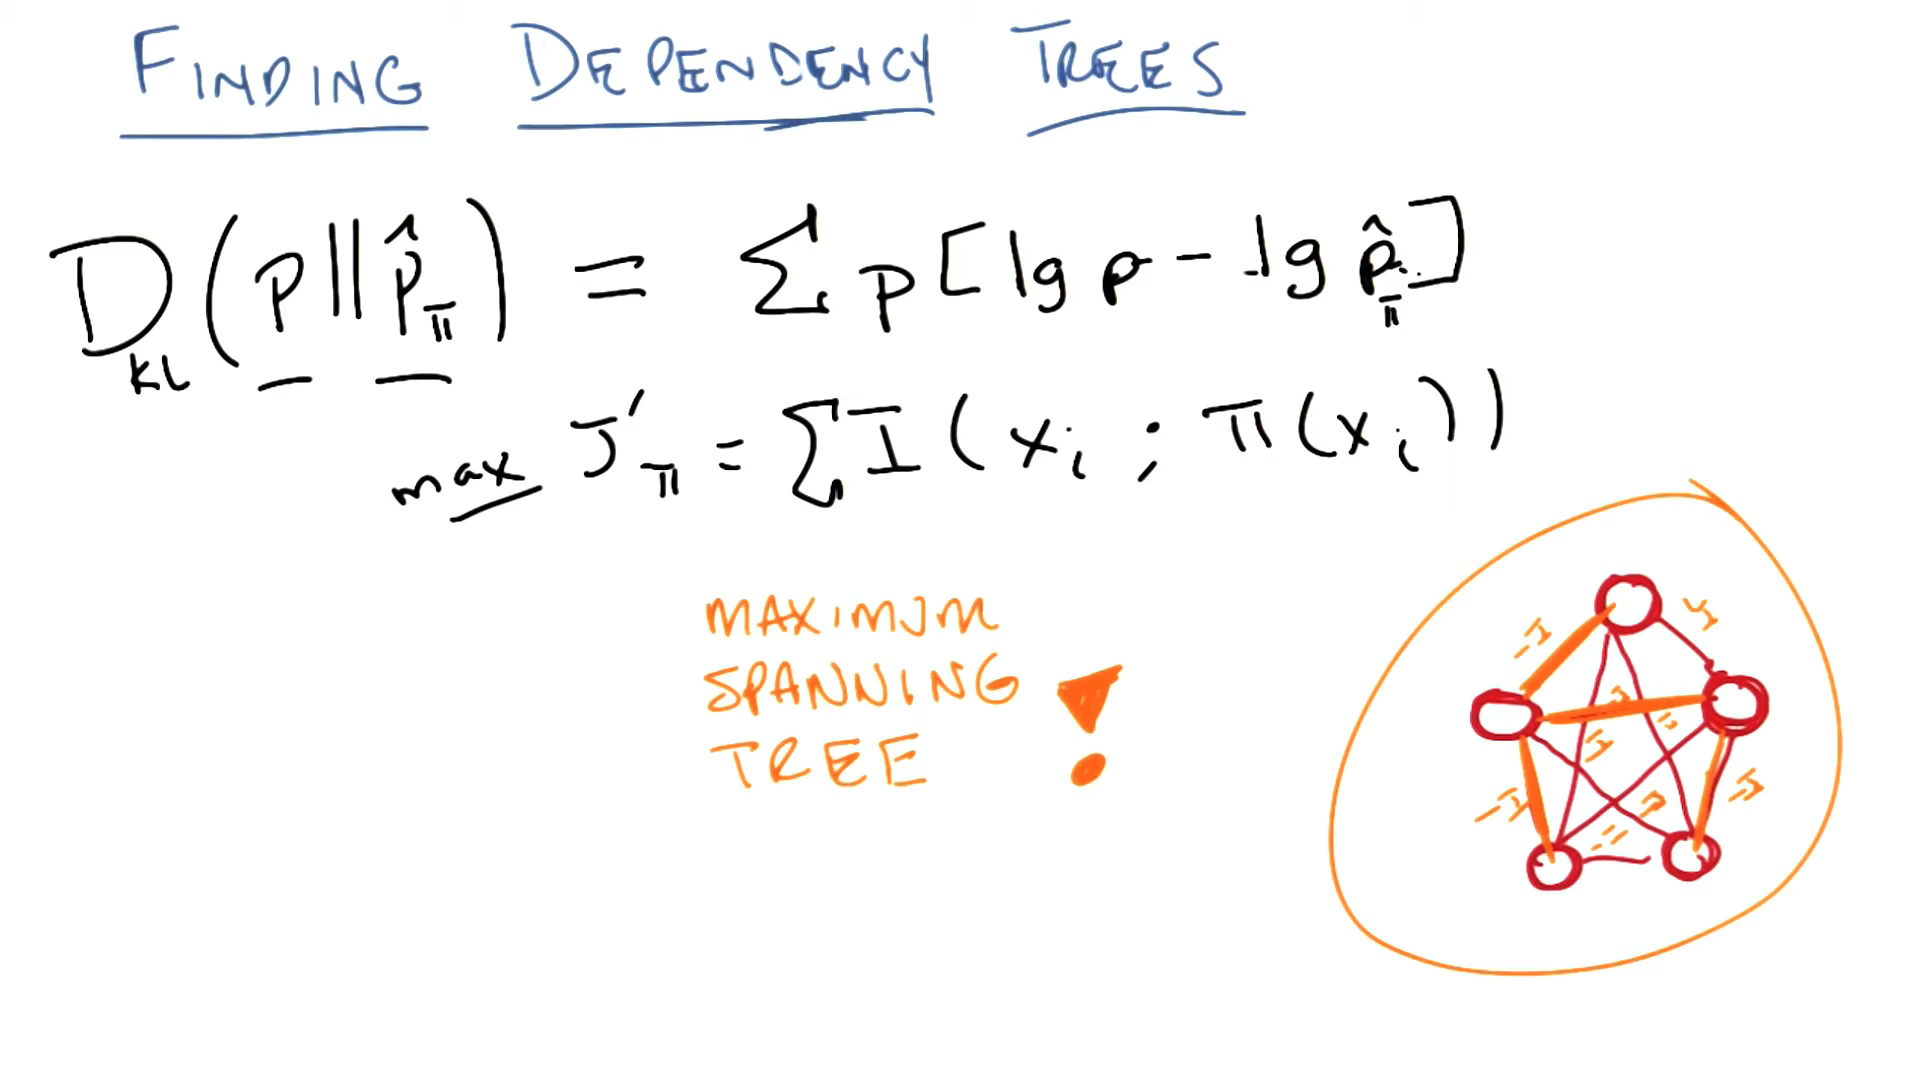 FINDING DEPENDENCY TREES
D_KL(p||p̂_π) = Σ p[lg p - lg p̂_π]
max J'_π = Σ I(x_i ; π(x_i))
MAXIMUM
SPANNING
TREE !
-I
-I
-I